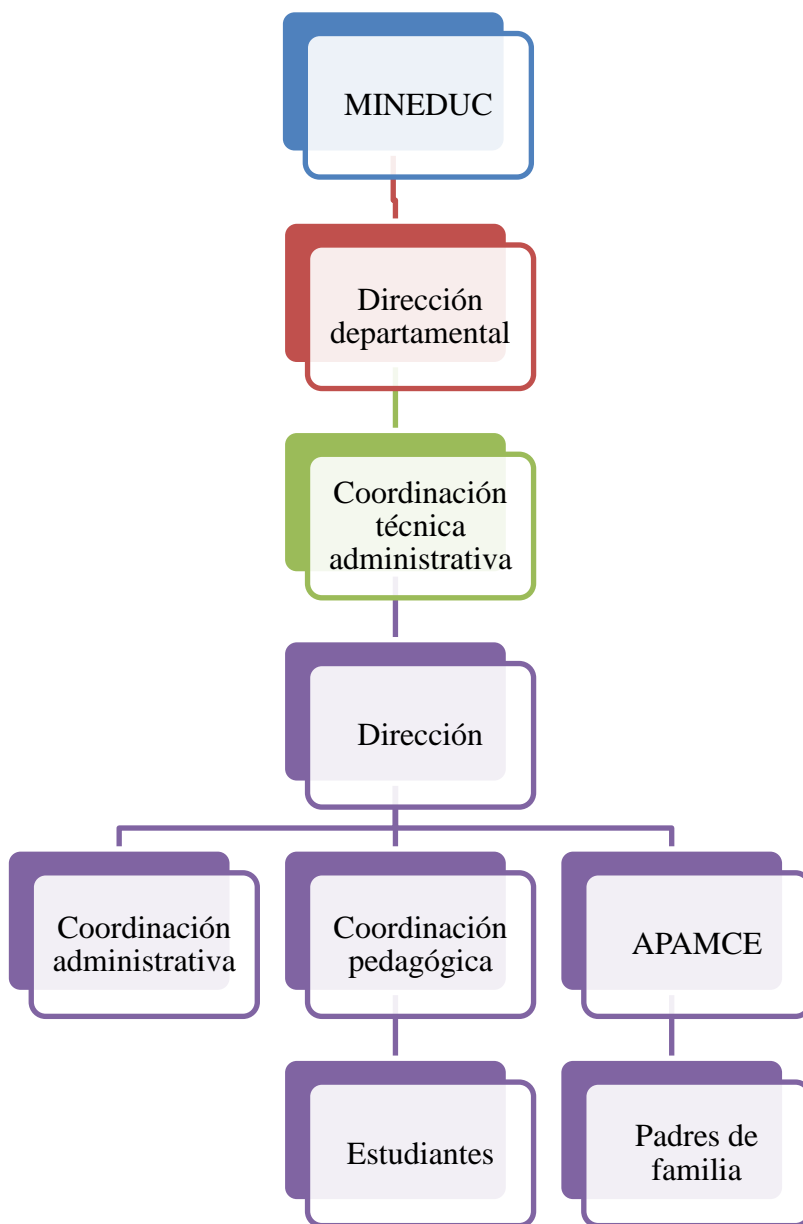 MINEDUC
Dirección
departamental
Coordinación
técnica
administrativa
Dirección
Coordinación
administrativa
Coordinación
pedagógica
APAMCE
Estudiantes
Padres de
familia